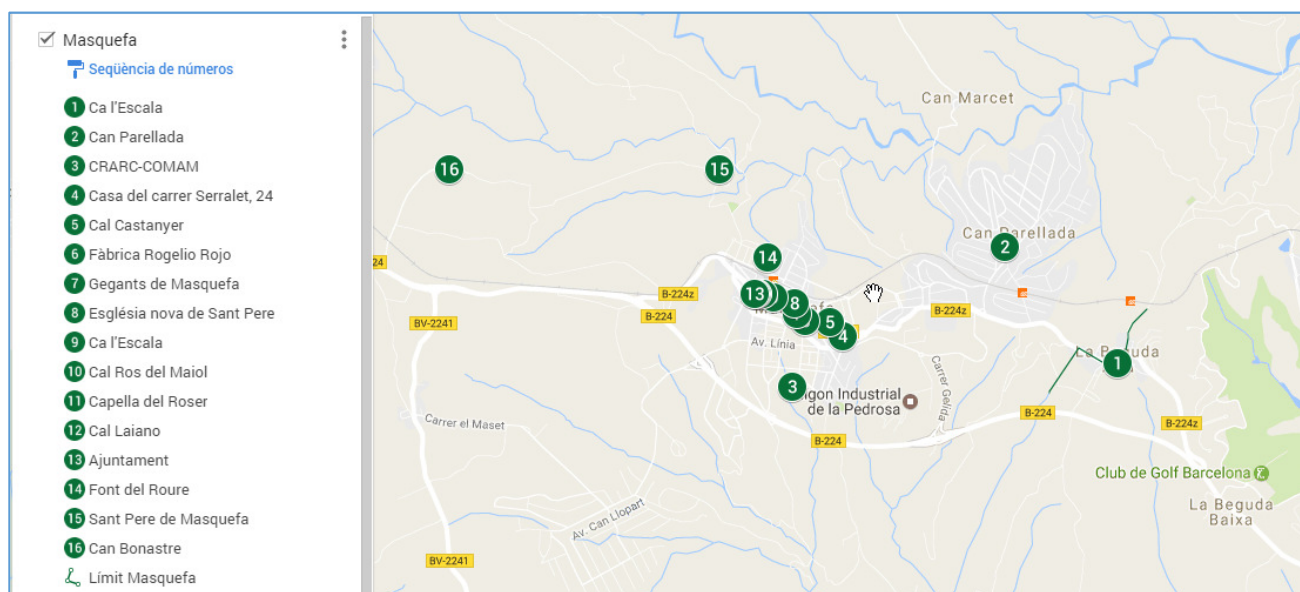 Masquefa
Seqüència de números
1 Ca l'Escala
2 Can Parellada
3 CRARC-COMAM
4 Casa del carrer Serralet, 24
5 Cal Castanyer
6 Fàbrica Rogelio Rojo
7 Gegants de Masquefa
8 Església nova de Sant Pere
9 Ca l'Escala
10 Cal Ros del Maiol
11 Capella del Roser
12 Cal Laiano
13 Ajuntament
14 Font del Roure
15 Sant Pere de Masquefa
16 Can Bonastre
Límit Masquefa
Can Marcet
16
15
Can Parellada
2
14
24
B-224z
13
8
B-224z
B-224
BV-2241
5
4
Av. Línia
La Beguda
1
3
Industrial
de la Pedrosa
Carrer Gelida
B-224
B-224z
Carrer el Maset
B-224
Club de Golf Barcelona
La Beguda
Baixa
Av. Can Llopart
BV-2241